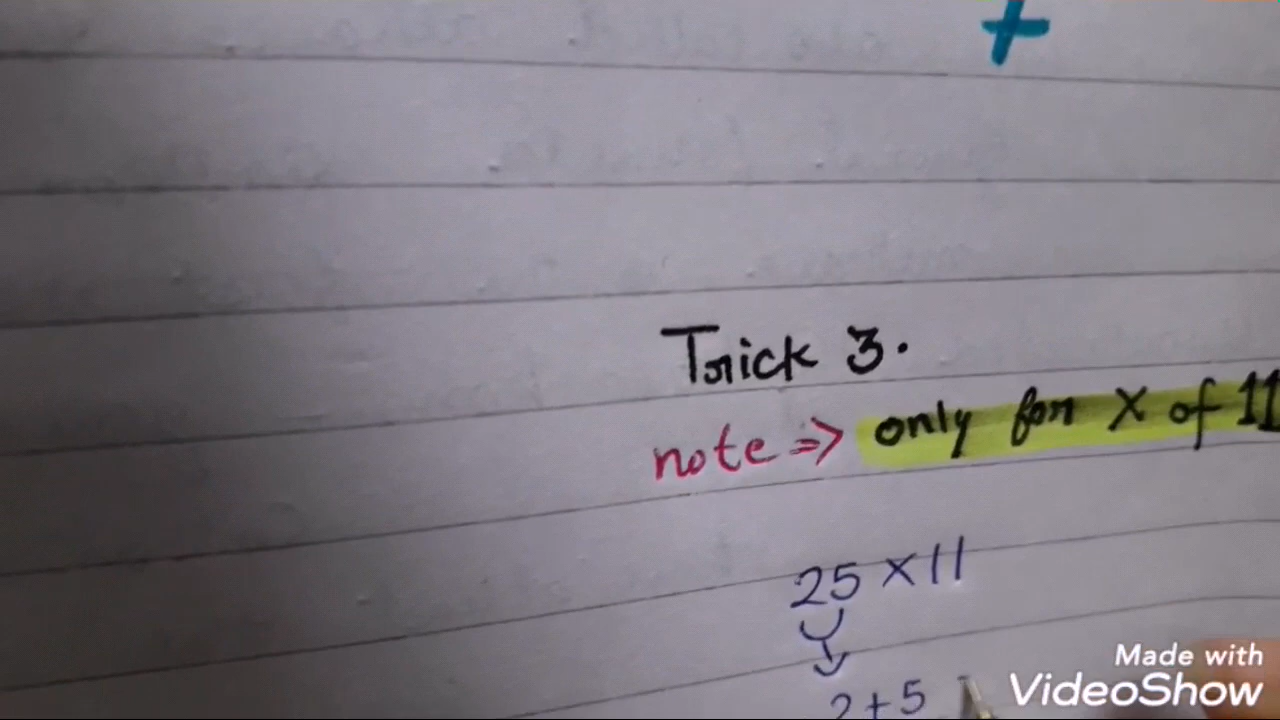 +
Trick 3.
note => only for X of 11
25 ×11
2+5
Made with
VideoShow